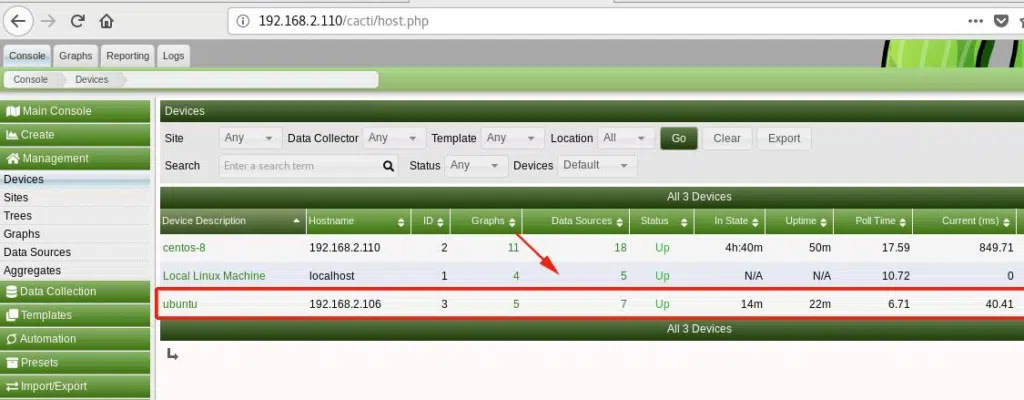 192.168.2.110/cacti/host.php
Console Graphs Reporting Logs
Console Devices
Main Console
Create
Management
Devices
Sites
Trees
Graphs
Data Sources
Aggregates
Data Collection
Templates
Automation
Presets
Import/Export
Devices
Site Any Data Collector Any Template Any Location All Go Clear Export
Search Enter a search term Status Any Devices Default
All 3 Devices
Device Description Hostname ID Graphs Data Sources Status In State Uptime Poll Time Current (ms)
centos-8 192.168.2.110 2 11 18 Up 4h:40m 50m 17.59 849.71
Local Linux Machine localhost 1 4 5 Up N/A N/A 10.72 0
ubuntu 192.168.2.106 3 5 7 Up 14m 22m 6.71 40.41
All 3 Devices